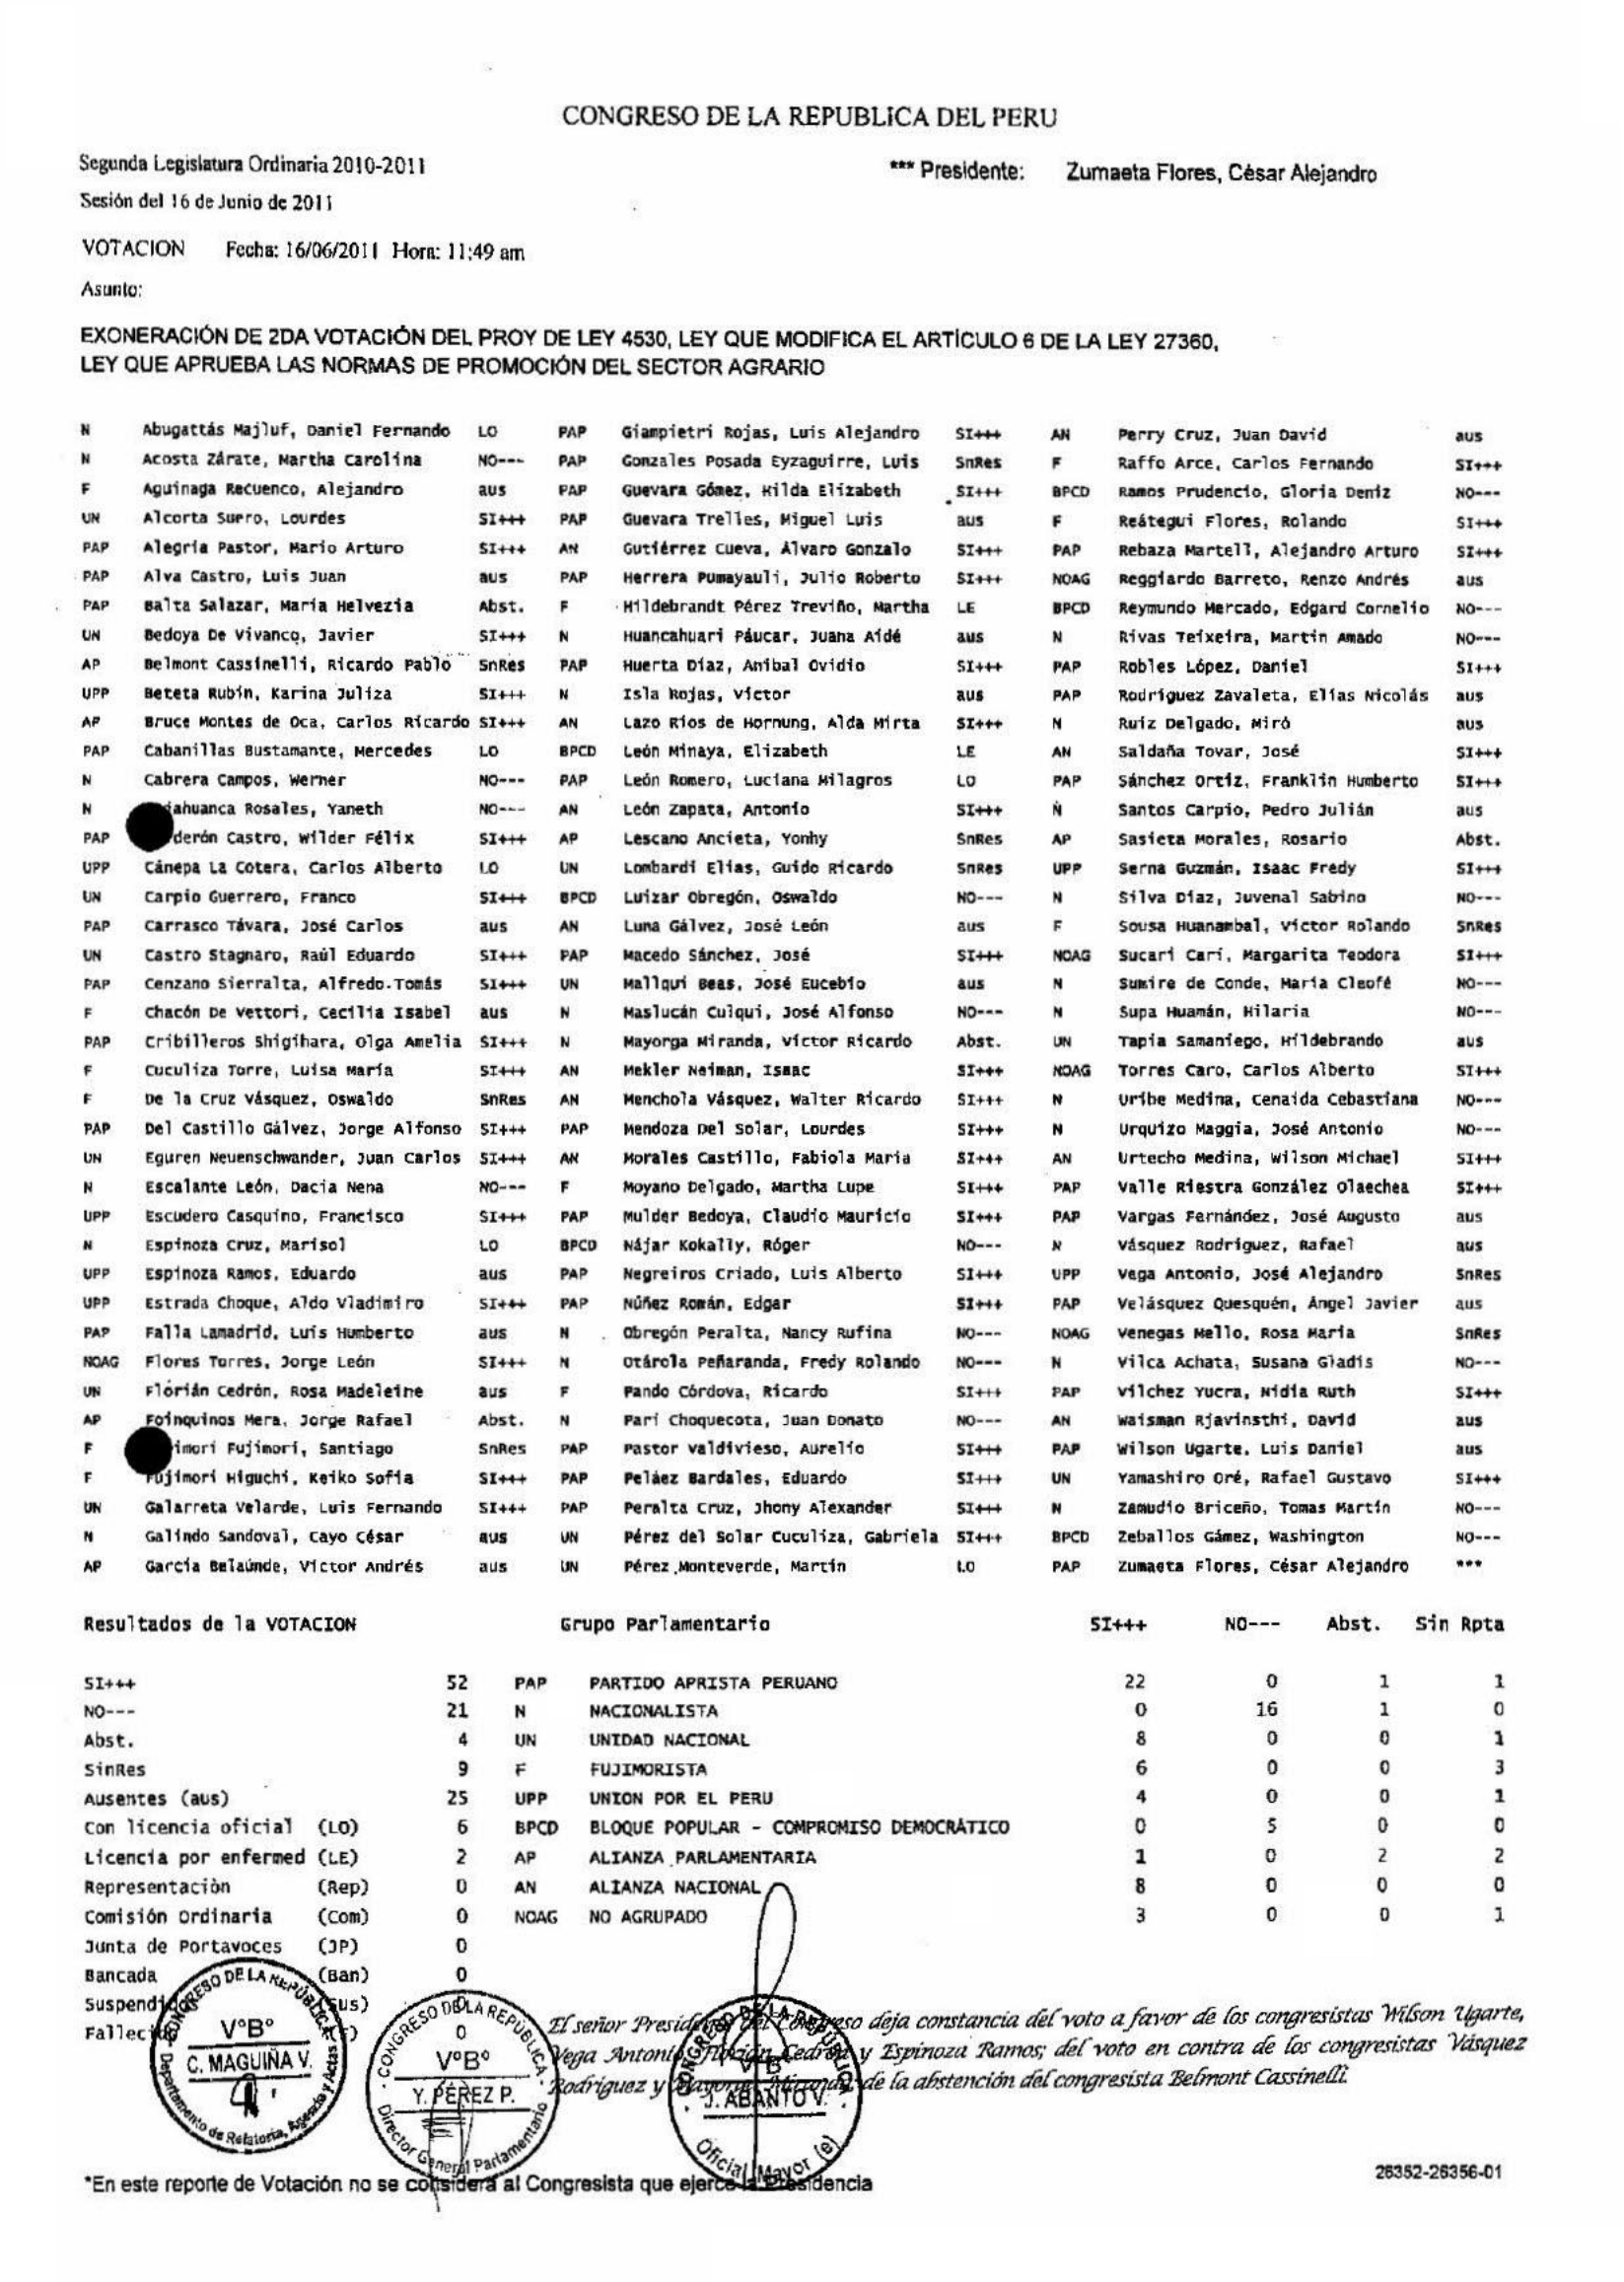 CONGRESO DE LA REPUBLICA DEL PERU
Segunda Legislatura Ordinaria 2010-2011 *** Presidente: Zumaeta Flores, César Alejandro
Sesión del 16 de Junio de 2011
VOTACION Fecha: 16/06/2011 Hora: 11:49 am
Asunto:
EXONERACIÓN DE 2DA VOTACIÓN DEL PROY DE LEY 4530, LEY QUE MODIFICA EL ARTÍCULO 6 DE LA LEY 27360,
LEY QUE APRUEBA LAS NORMAS DE PROMOCIÓN DEL SECTOR AGRARIO
N Abugattás Majluf, Daniel Fernando LO PAP Giampietri Rojas, Luis Alejandro SI+++ AN Perry Cruz, Juan David aus
N Acosta Zárate, Martha Carolina NO--- PAP Gonzales Posada Eyzaguirre, Luis SnRes F Raffo Arce, Carlos Fernando SI+++
F Aguinaga Recuenco, Alejandro aus PAP Guevara Gómez, Hilda Elizabeth SI+++ BPCD Ramos Prudencio, Gloria Deniz NO---
UN Alcorta Suero, Lourdes SI+++ PAP Guevara Trelles, Miguel Luis aus F Reátegui Flores, Rolando SI+++
PAP Alegría Pastor, Mario Arturo SI+++ AN Gutiérrez Cueva, Álvaro Gonzalo SI+++ PAP Rebaza Martell, Alejandro Arturo SI+++
PAP Alva Castro, Luis Juan aus PAP Herrera Pumayauli, Julio Roberto SI+++ NOAG Reggiardo Barreto, Renzo Andrés aus
PAP Balta Salazar, María Helvezia Abst. F Hildebrandt Pérez Treviño, Martha LE BPCD Reymundo Mercado, Edgard Cornelio NO---
UN Bedoya De Vivanco, Javier SI+++ N Huancahuari Páucar, Juana Aidé aus N Rivas Teixeira, Martín Amado NO---
AP Belmont Cassinelli, Ricardo Pablo SnRes PAP Huerta Díaz, Aníbal Ovidio SI+++ PAP Robles López, Daniel SI+++
UPP Beteta Rubín, Karina Juliza SI+++ N Isla Rojas, Víctor aus PAP Rodríguez Zavaleta, Elías Nicolás aus
AP Bruce Montes de Oca, Carlos Ricardo SI+++ AN Lazo Ríos de Hornung, Alda Mirta SI+++ N Ruiz Delgado, Miró aus
PAP Cabanillas Bustamante, Mercedes LO BPCD León Minaya, Elizabeth LE AN Saldaña Tovar, José SI+++
N Cabrera Campos, Werner NO--- PAP León Romero, Luciana Milagros LO PAP Sánchez Ortiz, Franklin Humberto SI+++
N ahuanca Rosales, Yaneth NO--- AN León Zapata, Antonio SI+++ N Santos Carpio, Pedro Julián aus
PAP derón Castro, Wilder Félix SI+++ AP Lescano Ancieta, Yonhy SnRes AP Sasieta Morales, Rosario Abst.
UPP Cánepa La Cotera, Carlos Alberto LO UN Lombardi Elías, Guido Ricardo SnRes UPP Serna Guzmán, Isaac Fredy SI+++
UN Carpio Guerrero, Franco SI+++ BPCD Luizar Obregón, Oswaldo NO--- N Silva Díaz, Juvenal Sabino NO---
PAP Carrasco Távara, José Carlos aus AN Luna Gálvez, José León aus F Sousa Huanambal, Víctor Rolando SnRes
UN Castro Stagnaro, Raúl Eduardo SI+++ PAP Macedo Sánchez, José SI+++ NOAG Sucari Cari, Margarita Teodora SI+++
PAP Cenzano Sierralta, Alfredo Tomás SI+++ UN Mallqui Beas, José Eucebio aus N Sumire de Conde, María Cleofé NO---
F Chacón De Vettori, Cecilia Isabel aus N Maslucán Culqui, José Alfonso NO--- N Supa Huamán, Hilaria NO---
PAP Cribilleros Shigihara, Olga Amelia SI+++ N Mayorga Miranda, Víctor Ricardo Abst. UN Tapia Samaniego, Hildebrando aus
F Cuculiza Torre, Luisa María SI+++ AN Mekler Neiman, Isaac SI+++ NOAG Torres Caro, Carlos Alberto SI+++
F De la Cruz Vásquez, Oswaldo SnRes AN Menchola Vásquez, Walter Ricardo SI+++ N Uribe Medina, Cenaida Cebastiana NO---
PAP Del Castillo Gálvez, Jorge Alfonso SI+++ PAP Mendoza Del Solar, Lourdes SI+++ N Urquizo Maggia, José Antonio NO---
UN Eguren Neuenschwander, Juan Carlos SI+++ AN Morales Castillo, Fabiola María SI+++ AN Urtecho Medina, Wilson Michael SI+++
N Escalante León, Dacia Nena NO--- F Moyano Delgado, Martha Lupe SI+++ PAP Valle Riestra González Olaechea SI+++
UPP Escudero Casquino, Francisco SI+++ PAP Mulder Bedoya, Claudio Mauricio SI+++ PAP Vargas Fernández, José Augusto aus
N Espinoza Cruz, Marisol LO BPCD Nájar Kokally, Róger NO--- N Vásquez Rodríguez, Rafael aus
UPP Espinoza Ramos, Eduardo aus PAP Negreiros Criado, Luis Alberto SI+++ UPP Vega Antonio, José Alejandro SnRes
UPP Estrada Choque, Aldo Vladimiro SI+++ PAP Núñez Román, Edgar SI+++ PAP Velásquez Quesquén, Ángel Javier aus
PAP Falla Lamadrid, Luis Humberto aus N Obregón Peralta, Nancy Rufina NO--- NOAG Venegas Mello, Rosa María SnRes
NOAG Flores Torres, Jorge León SI+++ N Otárola Peñaranda, Fredy Rolando NO--- N Vilca Achata, Susana Gladis NO---
UN Florián Cedrón, Rosa Madeleine aus F Pando Córdova, Ricardo SI+++ PAP Vilchez Yucra, Nidia Ruth SI+++
AP Foinquinos Mera, Jorge Rafael Abst. N Pari Choquecota, Juan Donato NO--- AN Waisman Rjavinsthi, David aus
F imori Fujimori, Santiago SnRes PAP Pastor Valdivieso, Aurelio SI+++ PAP Wilson Ugarte, Luis Daniel aus
F Fujimori Higuchi, Keiko Sofía SI+++ PAP Peláez Bardales, Eduardo SI+++ UN Yamashiro Oré, Rafael Gustavo SI+++
UN Galarreta Velarde, Luis Fernando SI+++ PAP Peralta Cruz, Jhony Alexander SI+++ N Zamudio Briceño, Tomas Martín NO---
N Galindo Sandoval, Cayo César aus UN Pérez del Solar Cuculiza, Gabriela SI+++ BPCD Zeballos Gámez, Washington NO---
AP García Belaúnde, Víctor Andrés aus UN Pérez Monteverde, Martín LO PAP Zumaeta Flores, César Alejandro ***
Resultados de la VOTACION Grupo Parlamentario SI+++ NO--- Abst. Sin Rpta
SI+++ 52 PAP PARTIDO APRISTA PERUANO 22 0 1 1
NO--- 21 N NACIONALISTA 0 16 1 0
Abst. 4 UN UNIDAD NACIONAL 8 0 0 1
SinRes 9 F FUJIMORISTA 6 0 0 3
Ausentes (aus) 25 UPP UNION POR EL PERU 4 0 0 1
Con licencia oficial (LO) 6 BPCD BLOQUE POPULAR - COMPROMISO DEMOCRÁTICO 0 5 0 0
Licencia por enfermed (LE) 2 AP ALIANZA PARLAMENTARIA 1 0 2 2
Representación (Rep) 0 AN ALIANZA NACIONAL 8 0 0 0
Comisión Ordinaria (Com) 0 NOAG NO AGRUPADO 3 0 0 1
Junta de Portavoces (JP) 0
Bancada (Ban) 0
Suspend us) 0
Fallec 0
El señor Presidente del Congreso deja constancia del voto a favor de los congresistas Wilson Ugarte,
Vega Antonio, Florián Cedrón y Espinoza Ramos; del voto en contra de los congresistas Vásquez
Rodríguez y Mayorga Miranda, de la abstención del congresista Belmont Cassinelli.
CONGRESO DE LA REPÚBLICA
V°B°
C. MAGUIÑA V.
Departamento de Relatoría, Agenda y Actas
CONGRESO DE LA REPÚBLICA
V°B°
Y. PÉREZ P.
Director General Parlamentario
CONGRESO DE LA REPÚBLICA
V°B°
J. ABANTO V.
Oficial Mayor (e)
*En este reporte de Votación no se considera al Congresista que ejerce la Presidencia
26352-26356-01